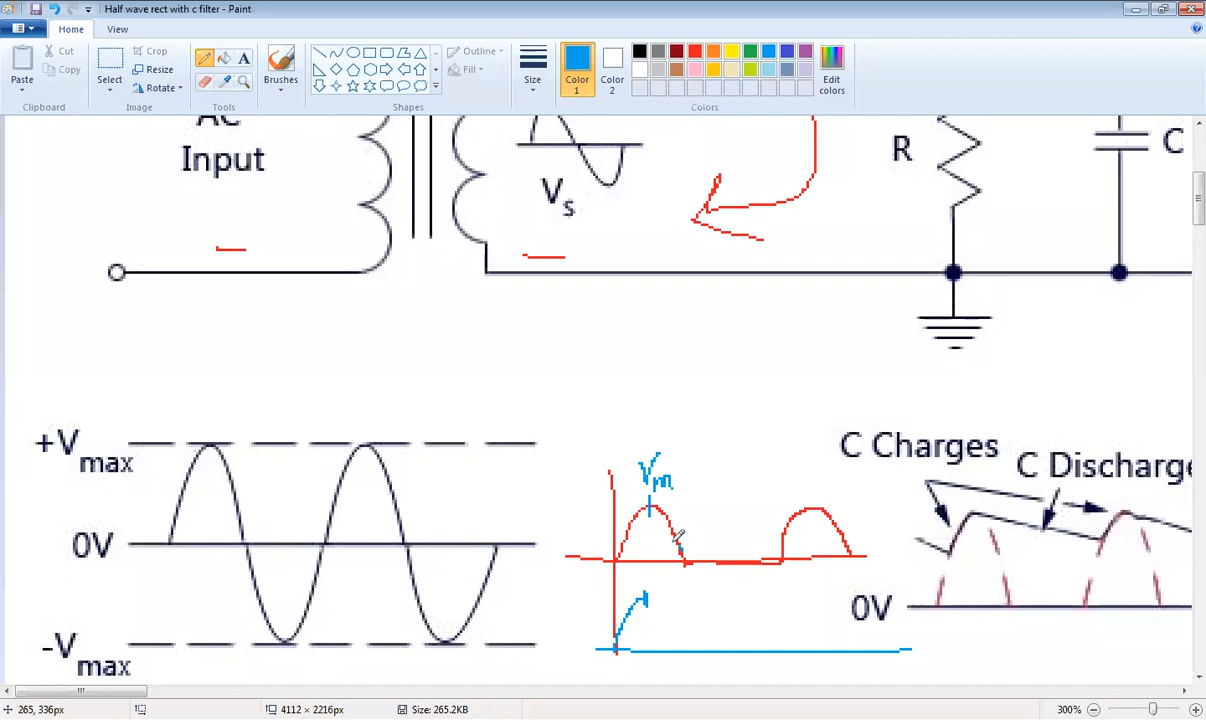 Half wave rect with c filter - Paint
Home View
Paste
Cut
Copy
Clipboard
Select
Crop
Resize
Rotate
Image
A
Tools
Brushes
Shapes
Outline
Fill
Size
Color 1
Color 2
Colors
Edit colors
AC
Input
Vs
R
C
+Vmax
0V
-Vmax
Vm
C Charges
C Discharge
0V
265, 336px
4112 × 2216px
Size: 265.2KB
300%